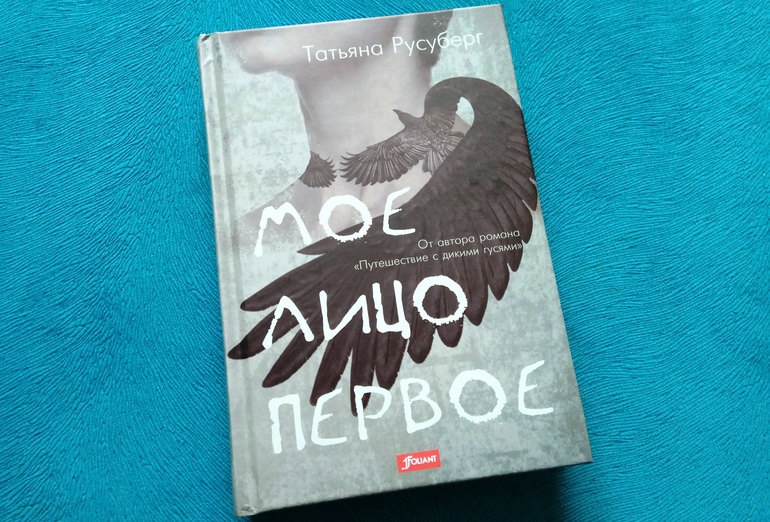 Татьяна Русуберг
МОЕ
От автора романа
«Путешествие с дикими гусями»
ЛИЦО
ПЕРВОЕ
FOLIANT